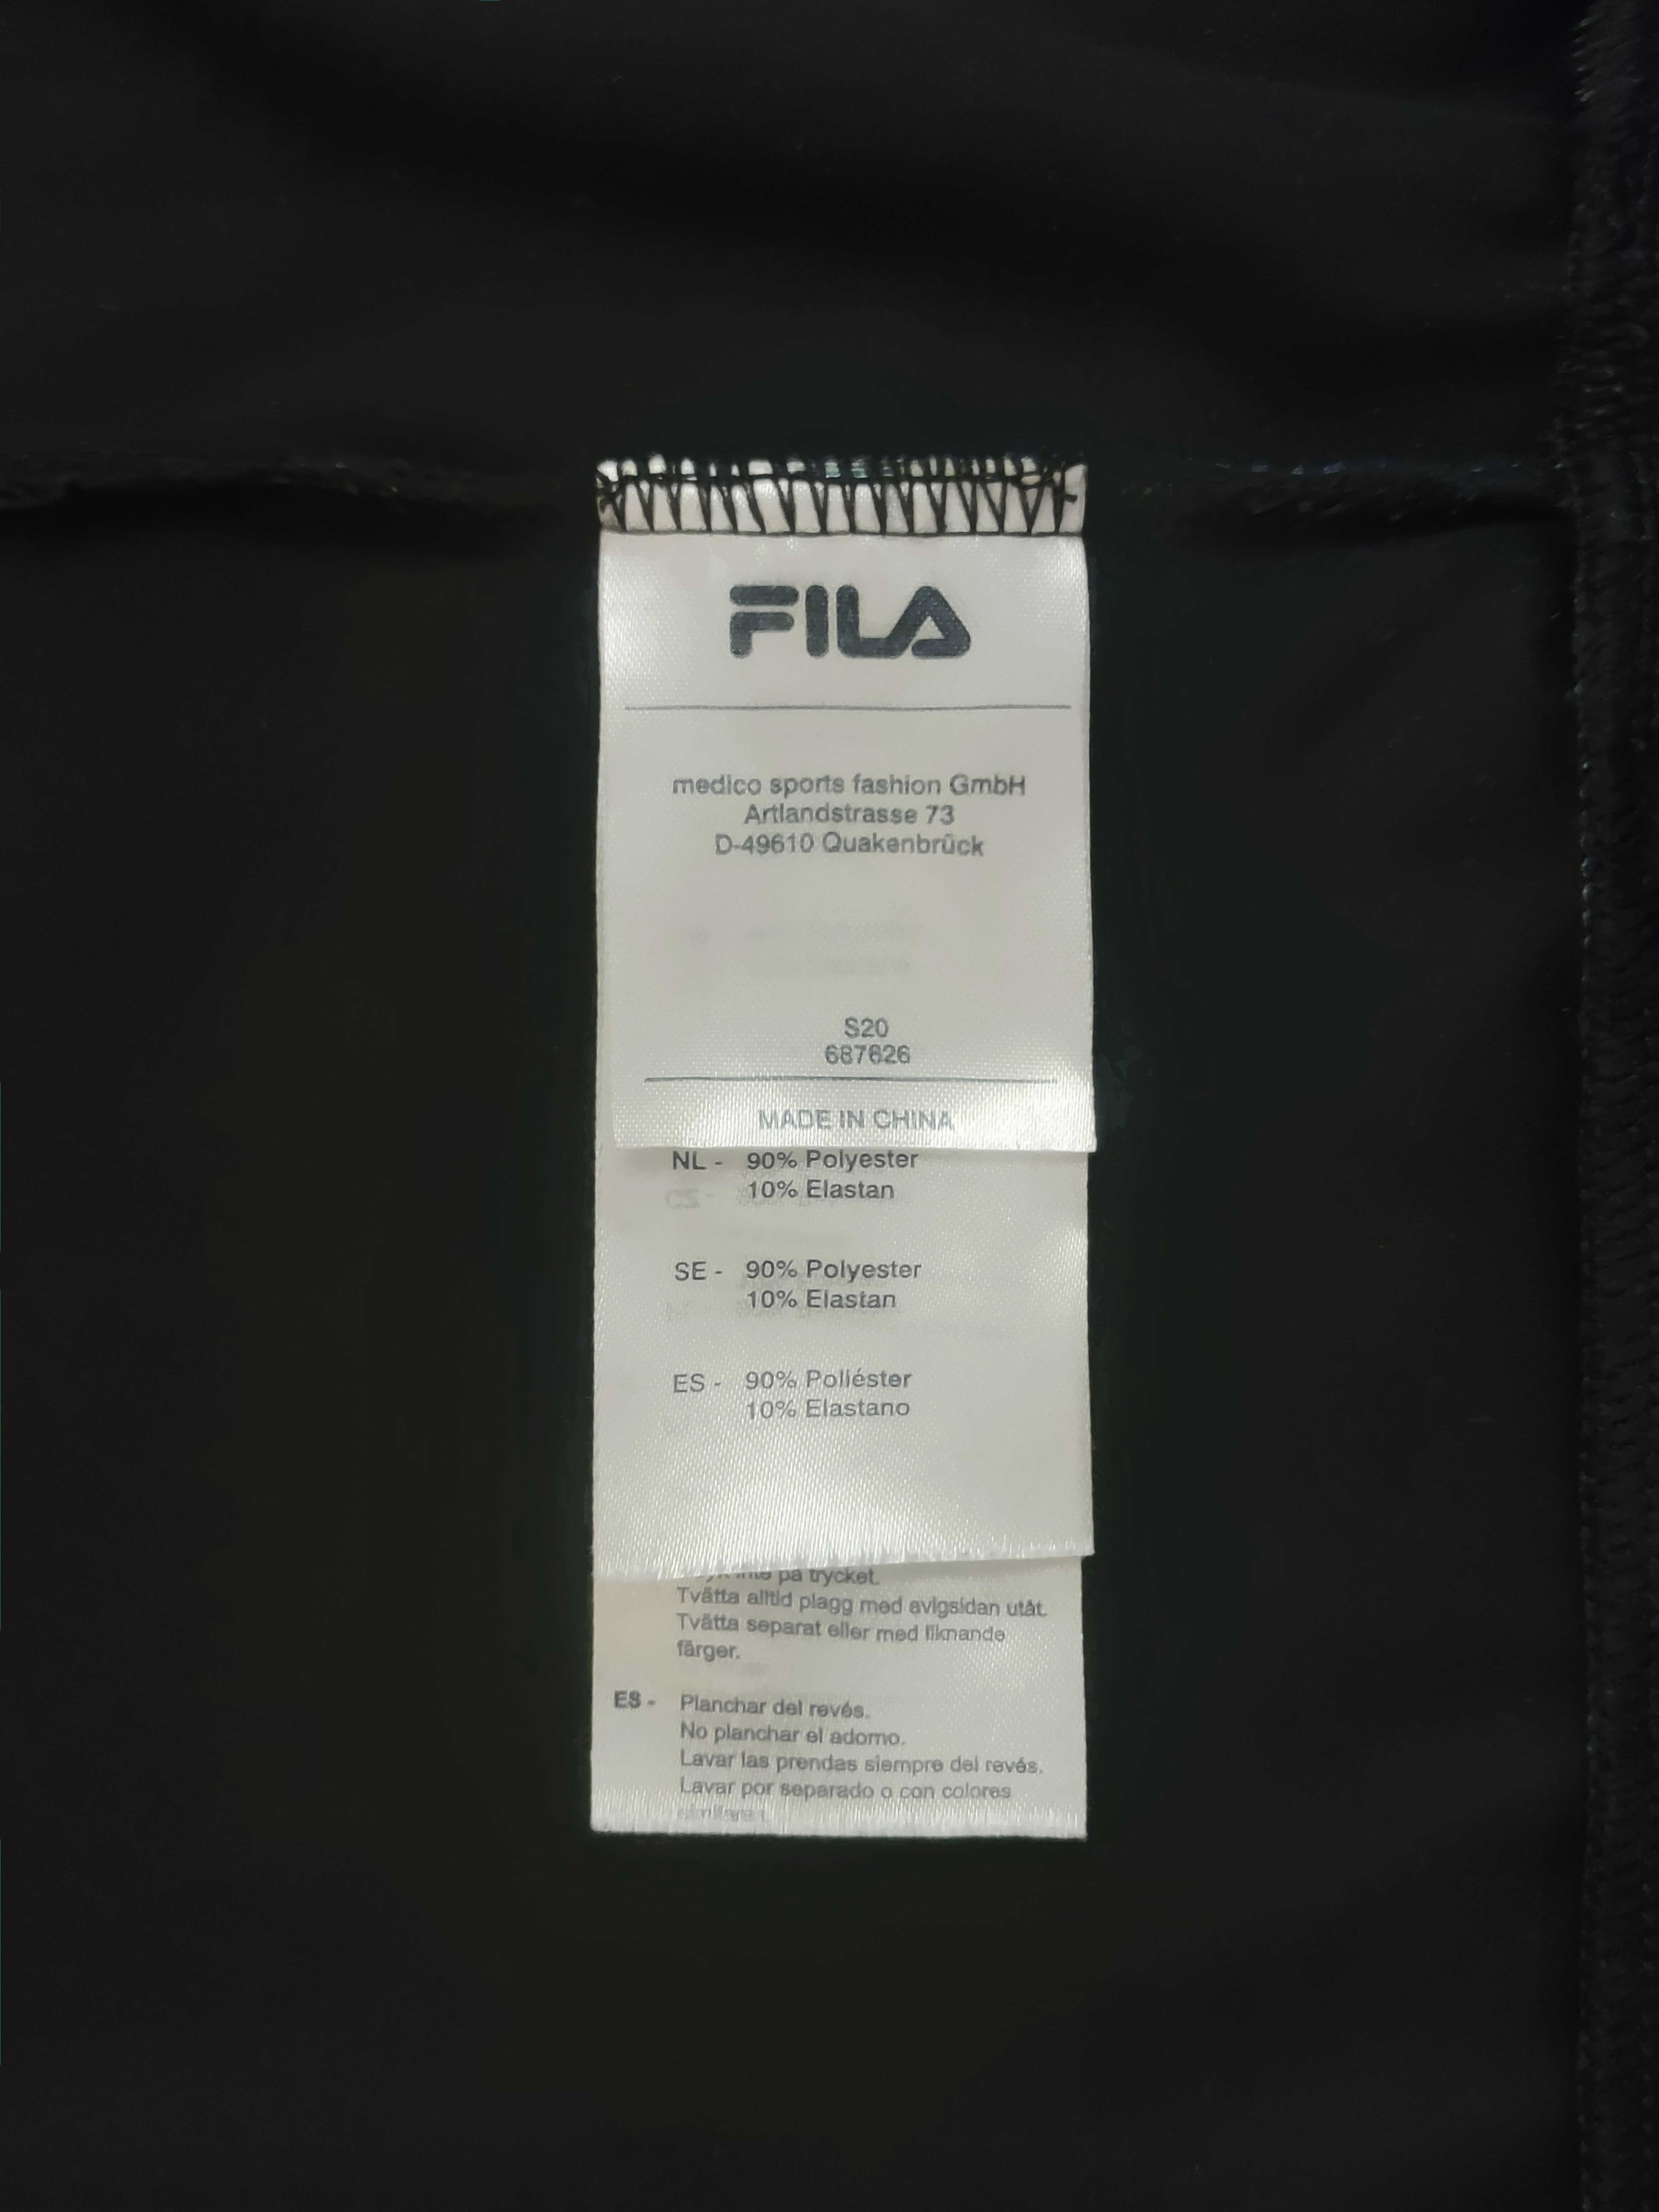 FILA
medico sports fashion GmbH
Artlandstrasse 73
D-49610 Quakenbrück
S20
687626
MADE IN CHINA
NL - 90% Polyester
10% Elastan
SE - 90% Polyester
10% Elastan
ES - 90% Poliéster
10% Elastano
på trycket.
Tvätta alltid plagg med avigsidan utåt.
Tvätta separat eller med liknande
färger.
ES - Planchar del revés.
No planchar el adorno.
Lavar las prendas siempre del revés.
Lavar por separado o con colores